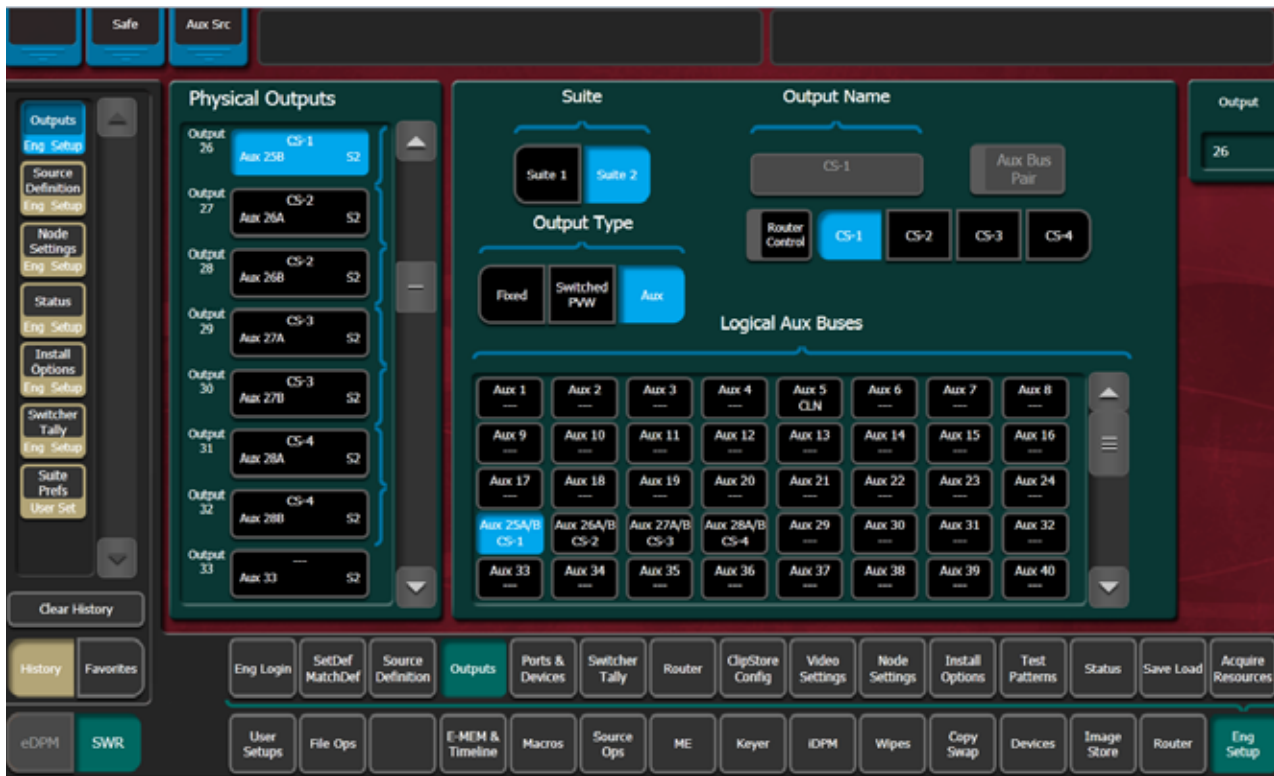 Safe
Aux Src
Outputs
Eng Setup
Source
Definition
Eng Setup
Node
Settings
Eng Setup
Status
Eng Setup
Install
Options
Eng Setup
Switcher
Tally
Eng Setup
Suite
Prefs
User Set
Clear History
History
Favorites
eDPM
SWR
Physical Outputs
Output
26
CS-1
Aux 25B S2
Output
27
CS-2
Aux 26A S2
Output
28
CS-2
Aux 26B S2
Output
29
CS-3
Aux 27A S2
Output
30
CS-3
Aux 27B S2
Output
31
CS-4
Aux 28A S2
Output
32
CS-4
Aux 28B S2
Output
33
---
Aux 33 S2
Suite
Suite 1
Suite 2
Output Type
Fixed
Switched
PVW
Aux
Output Name
CS-1
Aux Bus
Pair
Router
Control
CS-1
CS-2
CS-3
CS-4
Logical Aux Buses
Aux 1
---
Aux 2
---
Aux 3
---
Aux 4
---
Aux 5
CLN
Aux 6
---
Aux 7
---
Aux 8
---
Aux 9
---
Aux 10
---
Aux 11
---
Aux 12
---
Aux 13
---
Aux 14
---
Aux 15
---
Aux 16
---
Aux 17
---
Aux 18
---
Aux 19
---
Aux 20
---
Aux 21
---
Aux 22
---
Aux 23
---
Aux 24
---
Aux 25A/B
CS-1
Aux 26A/B
CS-2
Aux 27A/B
CS-3
Aux 28A/B
CS-4
Aux 29
---
Aux 30
---
Aux 31
---
Aux 32
---
Aux 33
---
Aux 34
---
Aux 35
---
Aux 36
---
Aux 37
---
Aux 38
---
Aux 39
---
Aux 40
---
Output
26
Eng Login
SetDef
MatchDef
Source
Definition
Outputs
Ports &
Devices
Switcher
Tally
Router
ClipStore
Config
Video
Settings
Node
Settings
Install
Options
Test
Patterns
Status
Save Load
Acquire
Resources
User
Setups
File Ops
E-MEM &
Timeline
Macros
Source
Ops
ME
Keyer
iDPM
Wipes
Copy
Swap
Devices
Image
Store
Router
Eng
Setup